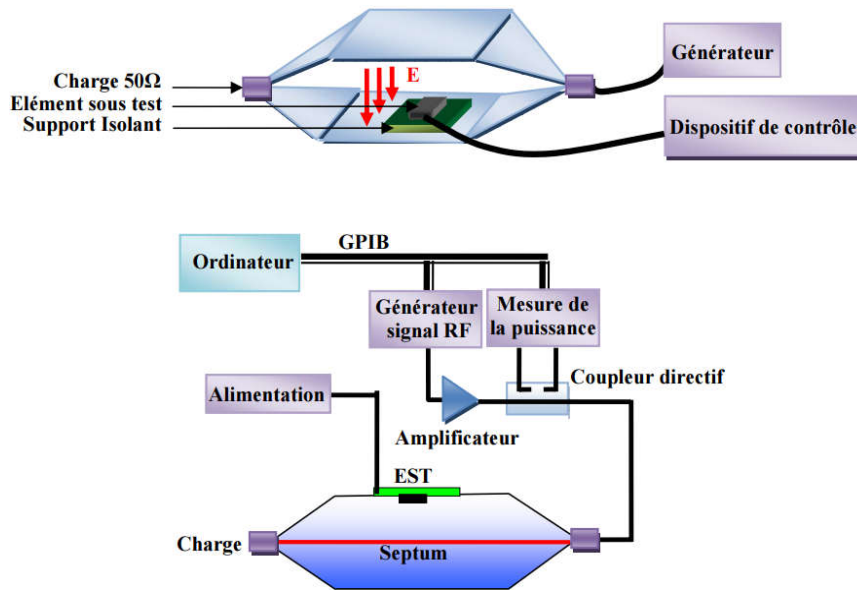 Générateur
Charge 50Ω
E
Elément sous test
Support Isolant
Dispositif de contrôle
GPIB
Ordinateur
Générateur
signal RF
Mesure de
la puissance
Coupleur directif
Alimentation
Amplificateur
EST
Charge
Septum